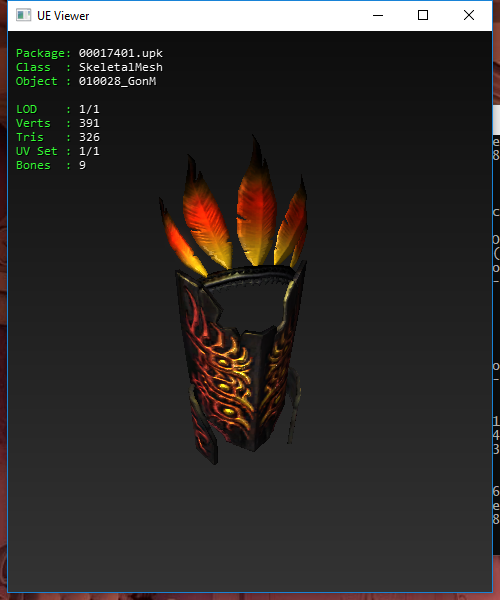 UE Viewer
Package: 00017401.upk
Class : SkeletalMesh
Object : 010028_GonM
LOD : 1/1
Verts : 391
Tris : 326
UV Set : 1/1
Bones : 9